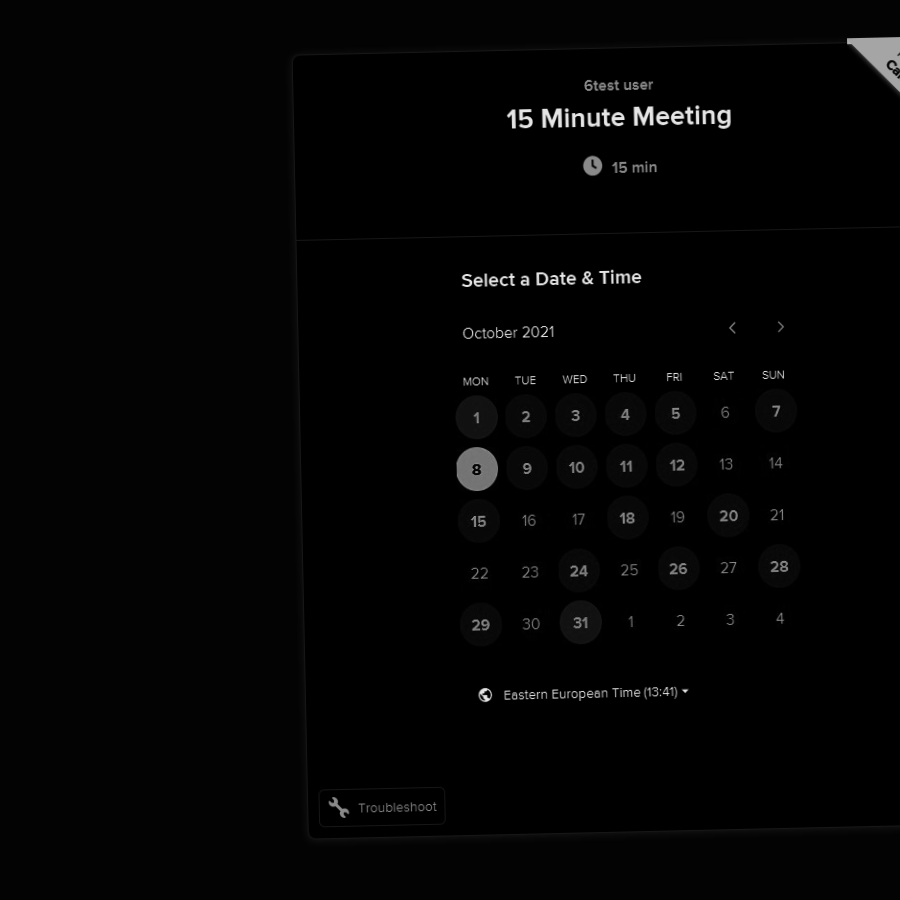 6test user
15 Minute Meeting
15 min
Select a Date & Time
October 2021
MON TUE WED THU FRI SAT SUN
1 2 3 4 5 6 7
8 9 10 11 12 13 14
15 16 17 18 19 20 21
22 23 24 25 26 27 28
29 30 31 1 2 3 4
Eastern European Time (13:41)
Troubleshoot